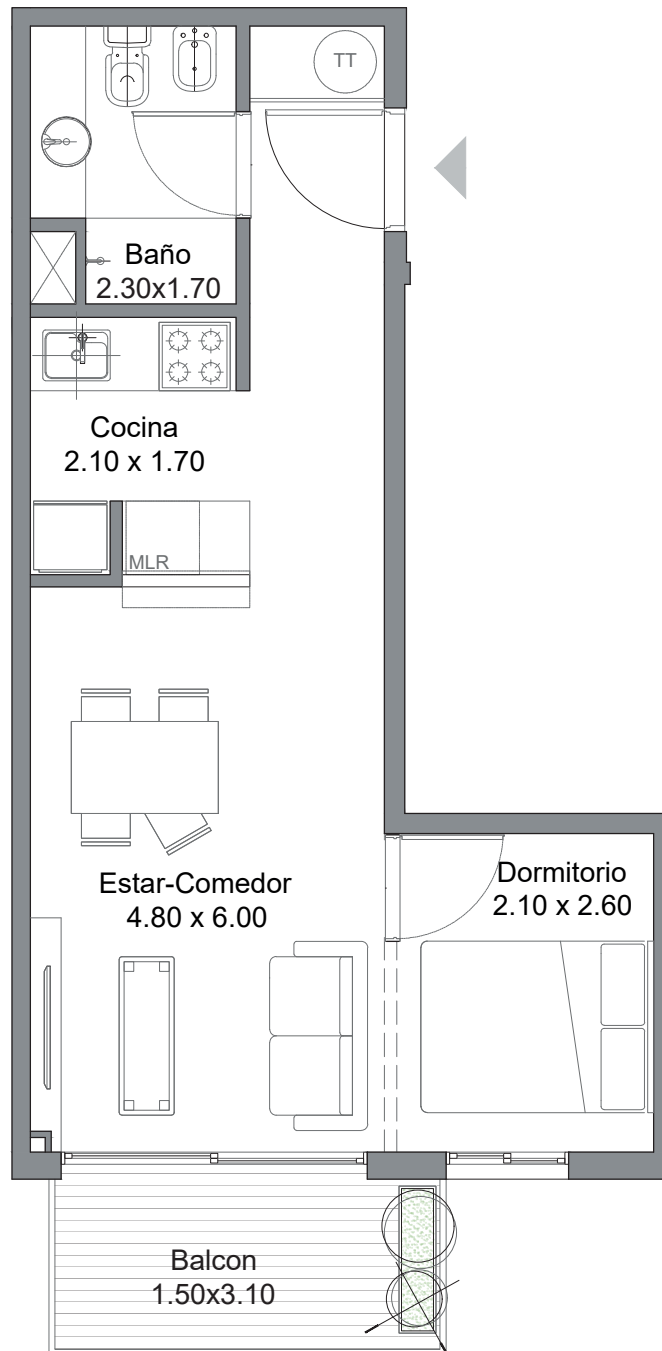 TT
Baño
2.30x1.70
Cocina
2.10 x 1.70
MLR
Estar-Comedor
4.80 x 6.00
Dormitorio
2.10 x 2.60
Balcon
1.50x3.10